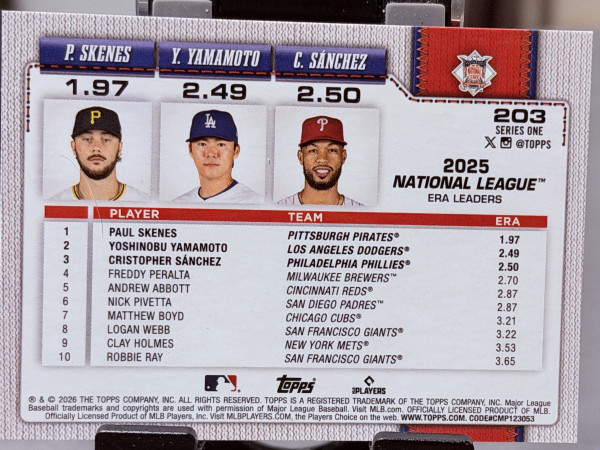 P. SKENES Y. YAMAMOTO C. SÁNCHEZ
1.97 2.49 2.50
203
SERIES ONE
@TOPPS
2025
NATIONAL LEAGUE™
ERA LEADERS
PLAYER TEAM ERA
1 PAUL SKENES PITTSBURGH PIRATES® 1.97
2 YOSHINOBU YAMAMOTO LOS ANGELES DODGERS® 2.49
3 CRISTOPHER SÁNCHEZ PHILADELPHIA PHILLIES® 2.50
4 FREDDY PERALTA MILWAUKEE BREWERS™ 2.70
5 ANDREW ABBOTT CINCINNATI REDS® 2.87
6 NICK PIVETTA SAN DIEGO PADRES™ 2.87
7 MATTHEW BOYD CHICAGO CUBS® 3.21
8 LOGAN WEBB SAN FRANCISCO GIANTS® 3.22
9 CLAY HOLMES NEW YORK METS® 3.53
10 ROBBIE RAY SAN FRANCISCO GIANTS® 3.65
Topps PLAYERS
® & © 2026 THE TOPPS COMPANY, INC. ALL RIGHTS RESERVED. TOPPS IS A REGISTERED TRADEMARK OF THE TOPPS COMPANY, INC. Major League
Baseball trademarks and copyrights are used with permission of Major League Baseball. Visit MLB.com. OFFICIALLY LICENSED PRODUCT OF MLB.
Officially Licensed Product of MLB Players, Inc. Visit MLBPLAYERS.COM, the Players Choice on the web. WWW.TOPPS.COM. CODE#CMP123053